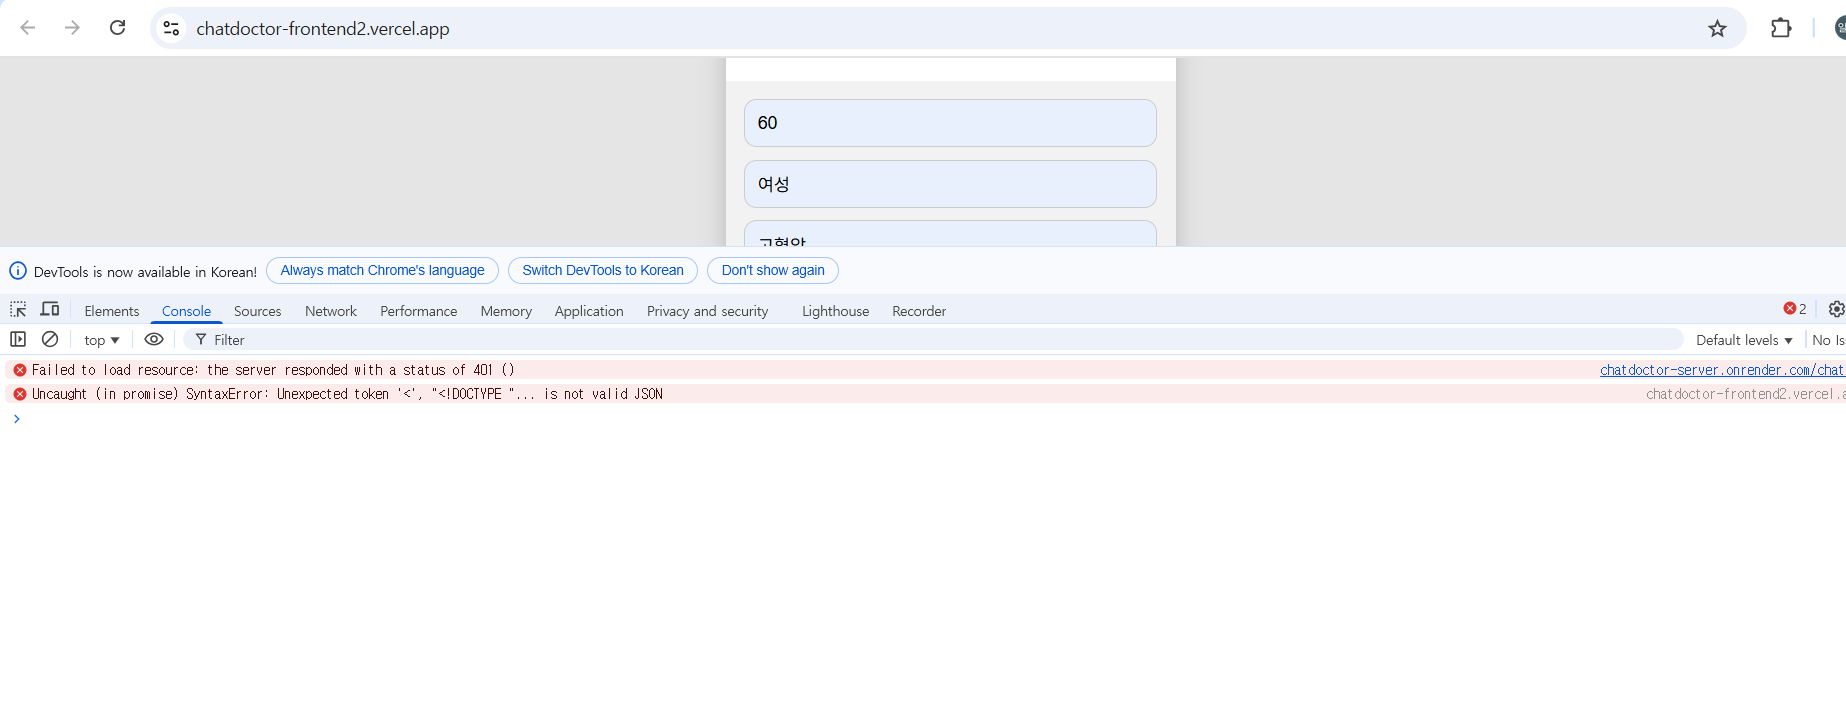 chatdoctor-frontend2.vercel.app
60
여성
고혈압
DevTools is now available in Korean! Always match Chrome's language Switch DevTools to Korean Don't show again
Elements Console Sources Network Performance Memory Application Privacy and security Lighthouse Recorder 2
top Filter Default levels No Is
Failed to load resource: the server responded with a status of 401 () chatdoctor-server.onrender.com/chat
Uncaught (in promise) SyntaxError: Unexpected token '<', "<!DOCTYPE "... is not valid JSON chatdoctor-frontend2.vercel.a